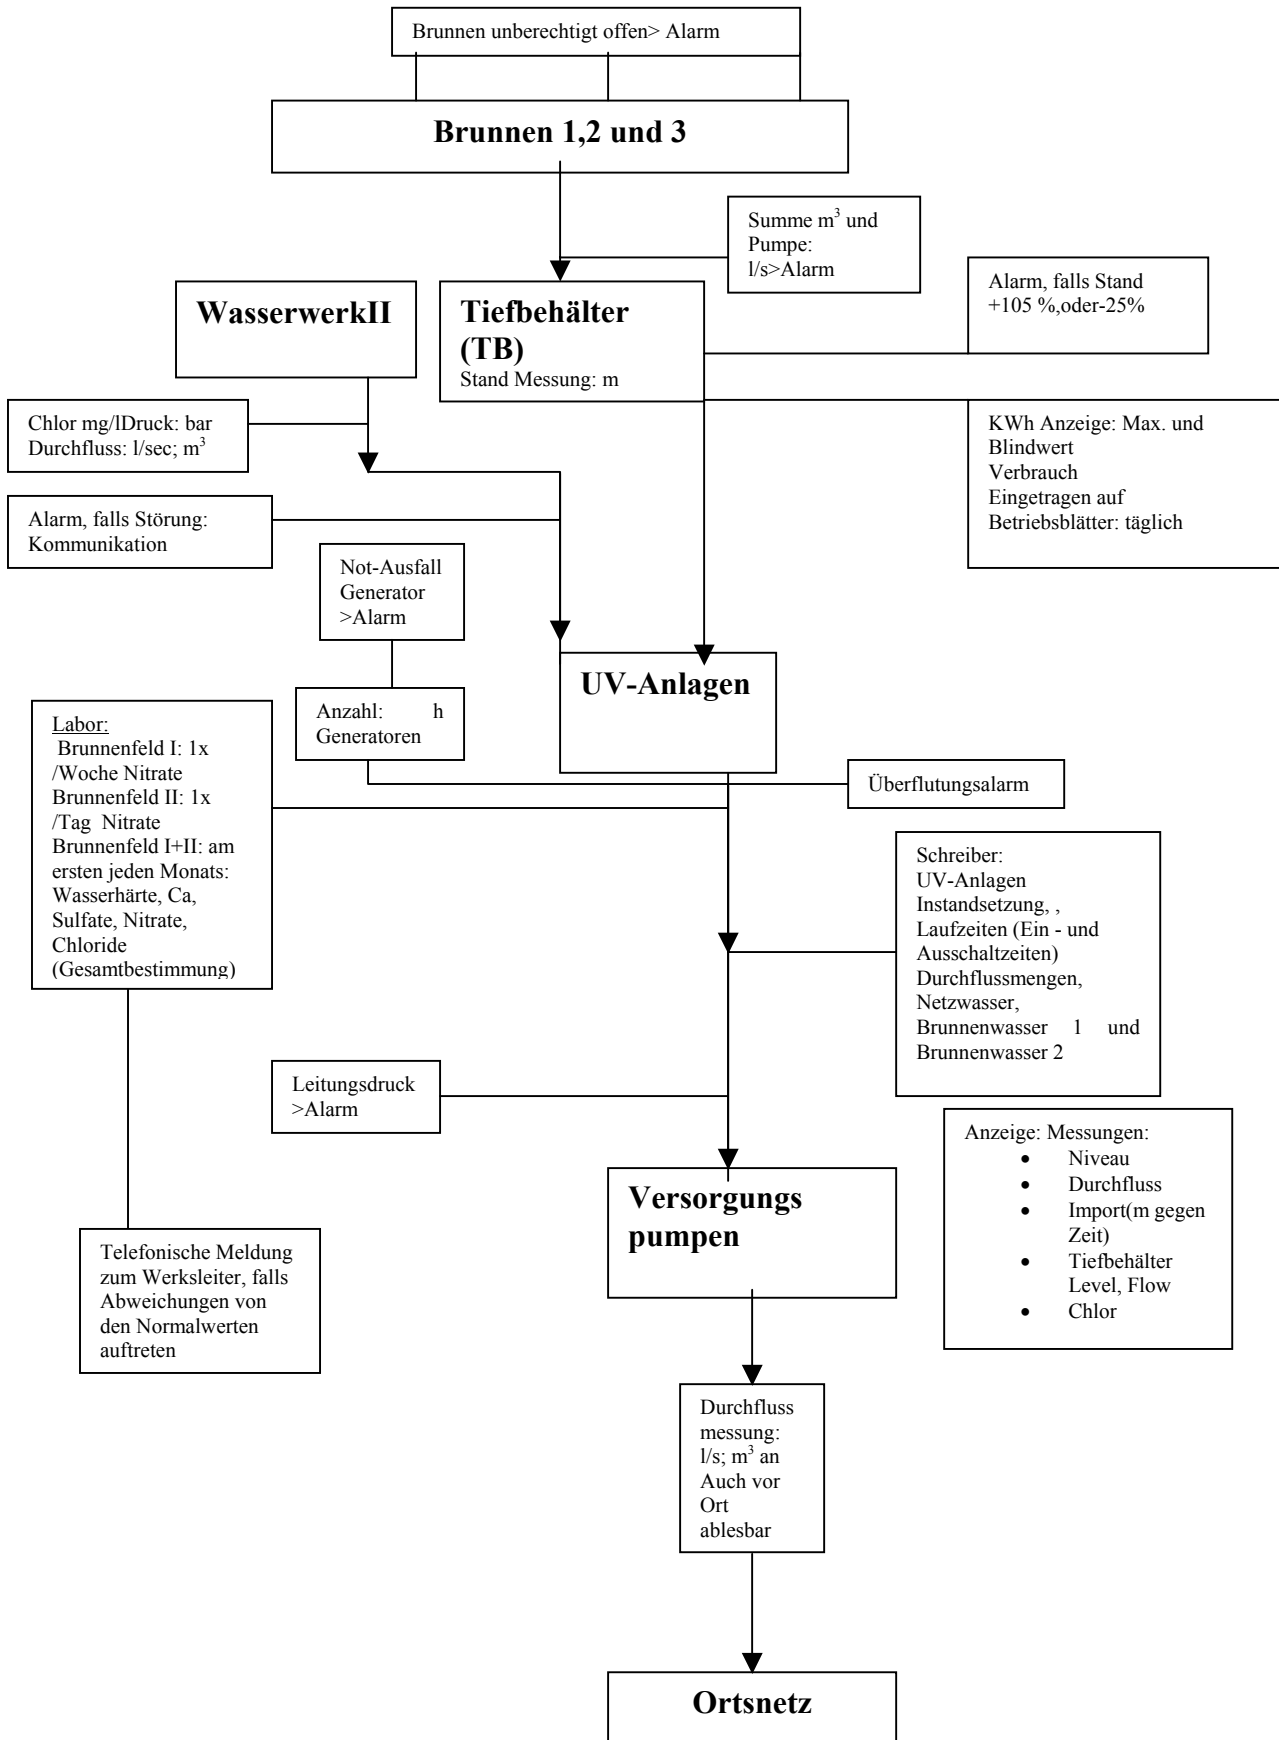 Brunnen unberechtigt offen> Alarm
Brunnen 1,2 und 3
Summe m³ und
Pumpe:
l/s>Alarm
WasserwerkII
Tiefbehälter
(TB)
Stand Messung: m
Alarm, falls Stand
+105 %,oder-25%
Chlor mg/lDruck: bar
Durchfluss: l/sec; m³
KWh Anzeige: Max. und
Blindwert
Verbrauch
Eingetragen auf
Betriebsblätter: täglich
Alarm, falls Störung:
Kommunikation
Not-Ausfall
Generator
>Alarm
UV-Anlagen
Anzahl: h
Generatoren
Labor:
Brunnenfeld I: 1x
/Woche Nitrate
Brunnenfeld II: 1x
/Tag Nitrate
Brunnenfeld I+II: am
ersten jeden Monats:
Wasserhärte, Ca,
Sulfate, Nitrate,
Chloride
(Gesamtbestimmung)
Überflutungsalarm
Schreiber:
UV-Anlagen
Instandsetzung, ,
Laufzeiten (Ein - und
Ausschaltzeiten)
Durchflussmengen,
Netzwasser,
Brunnenwasser 1 und
Brunnenwasser 2
Leitungsdruck
>Alarm
Anzeige: Messungen:
• Niveau
• Durchfluss
• Import(m gegen
Zeit)
• Tiefbehälter
Level, Flow
• Chlor
Versorgungs
pumpen
Telefonische Meldung
zum Werksleiter, falls
Abweichungen von
den Normalwerten
auftreten
Durchfluss
messung:
l/s; m³ an
Auch vor
Ort
ablesbar
Ortsnetz